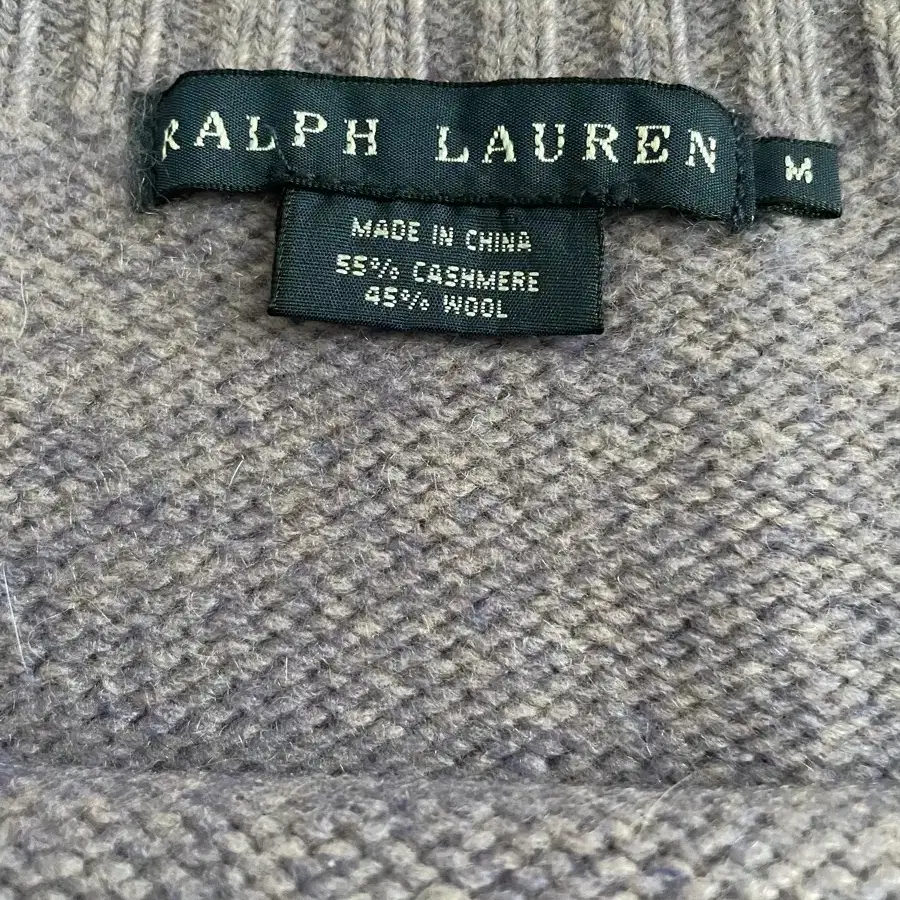 RALPH LAUREN
M
MADE IN CHINA
55% CASHMERE
45% WOOL